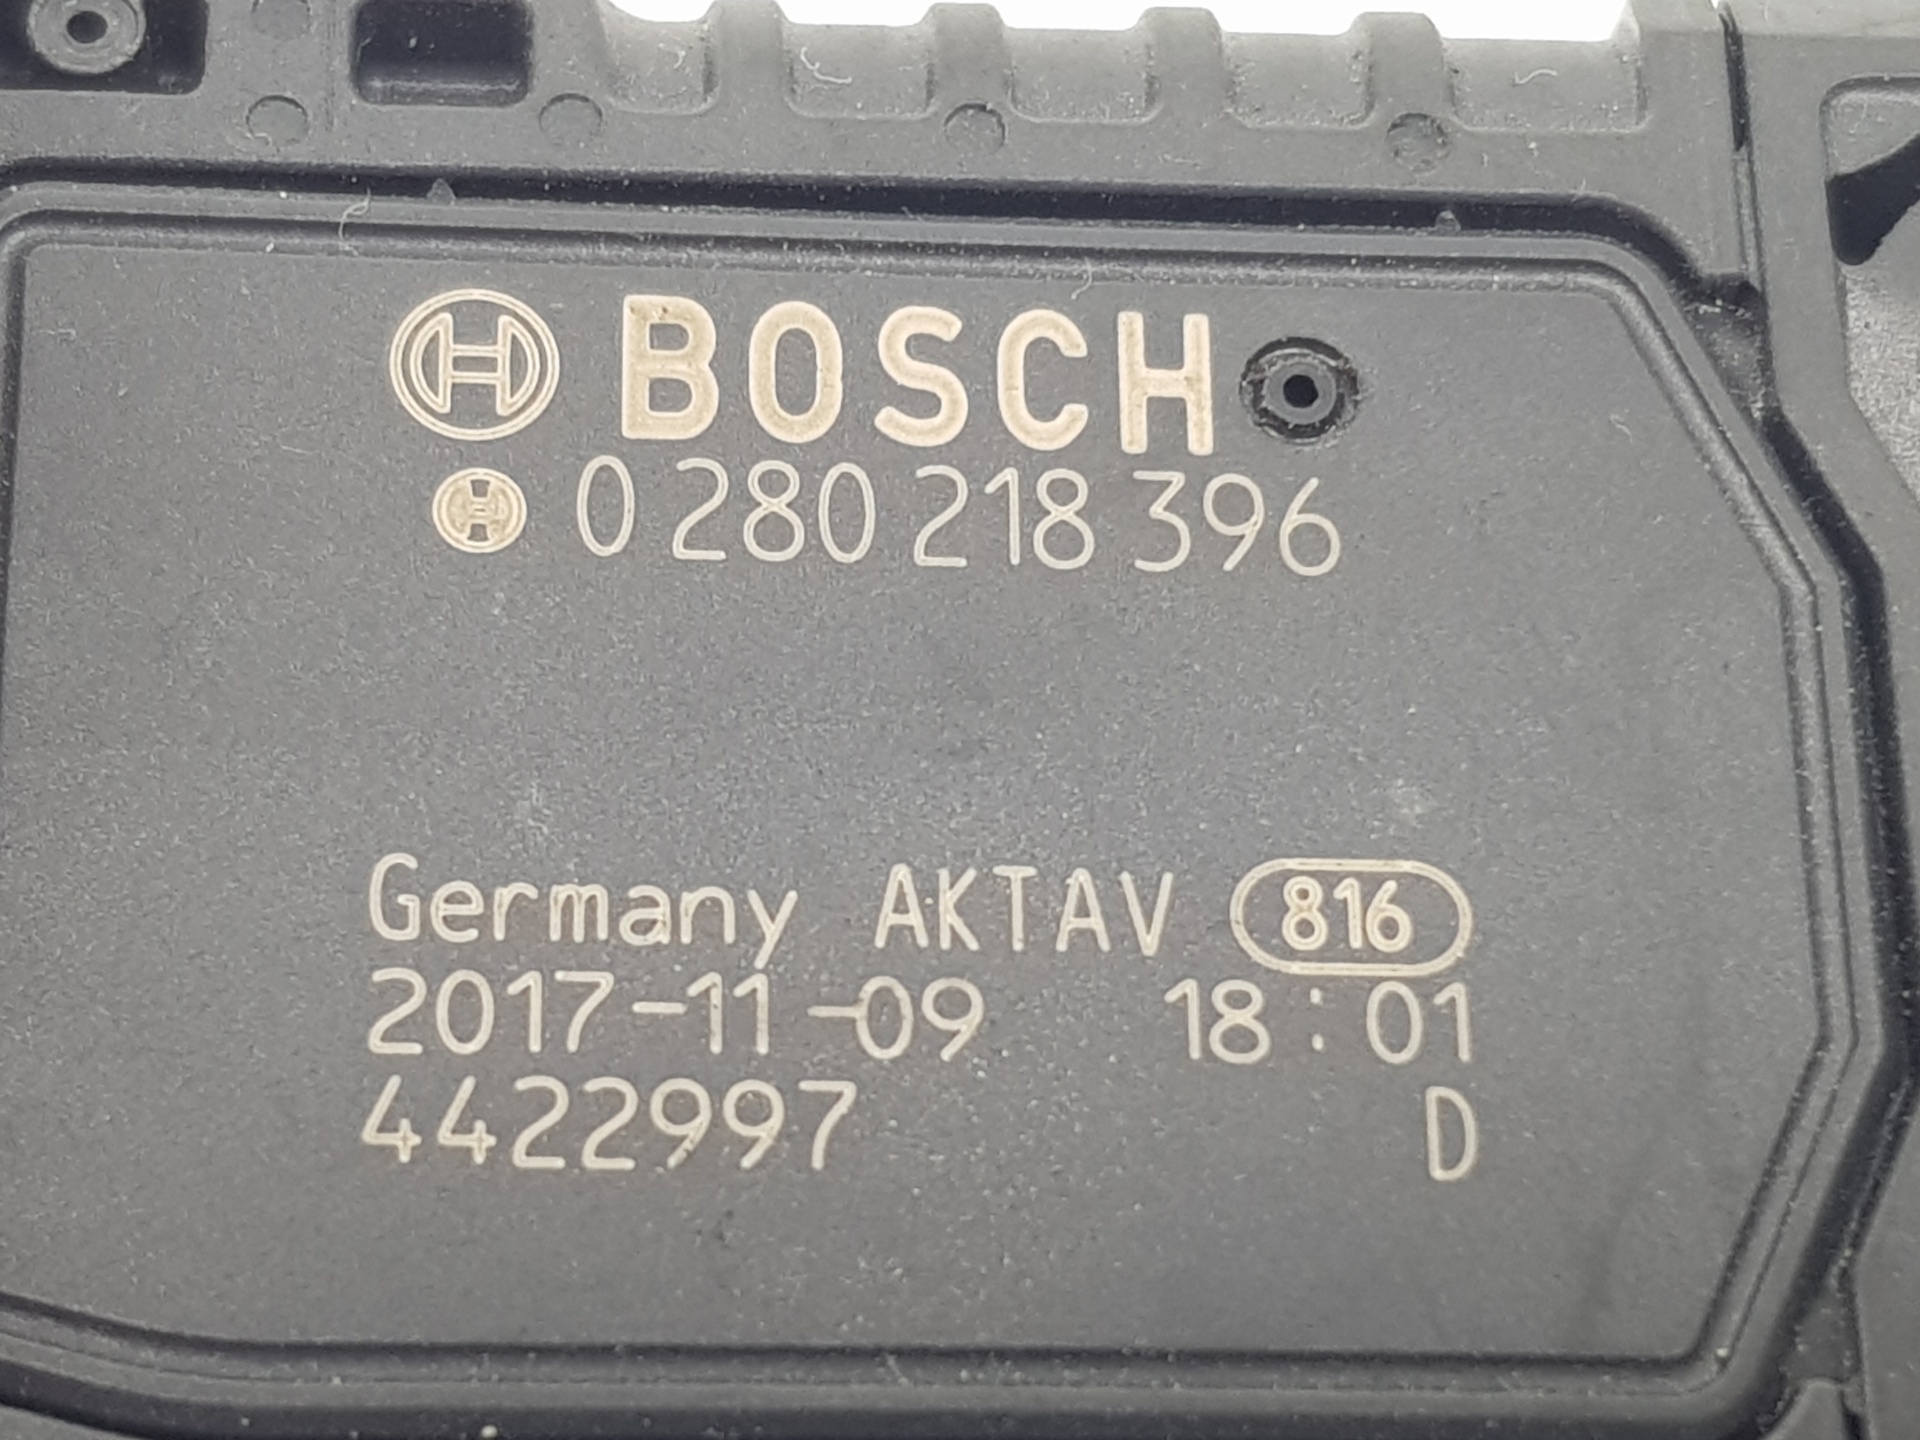 BOSCH
0 280 218 396
Germany AKTAV 816
2017-11-09 18:01
4422997 D